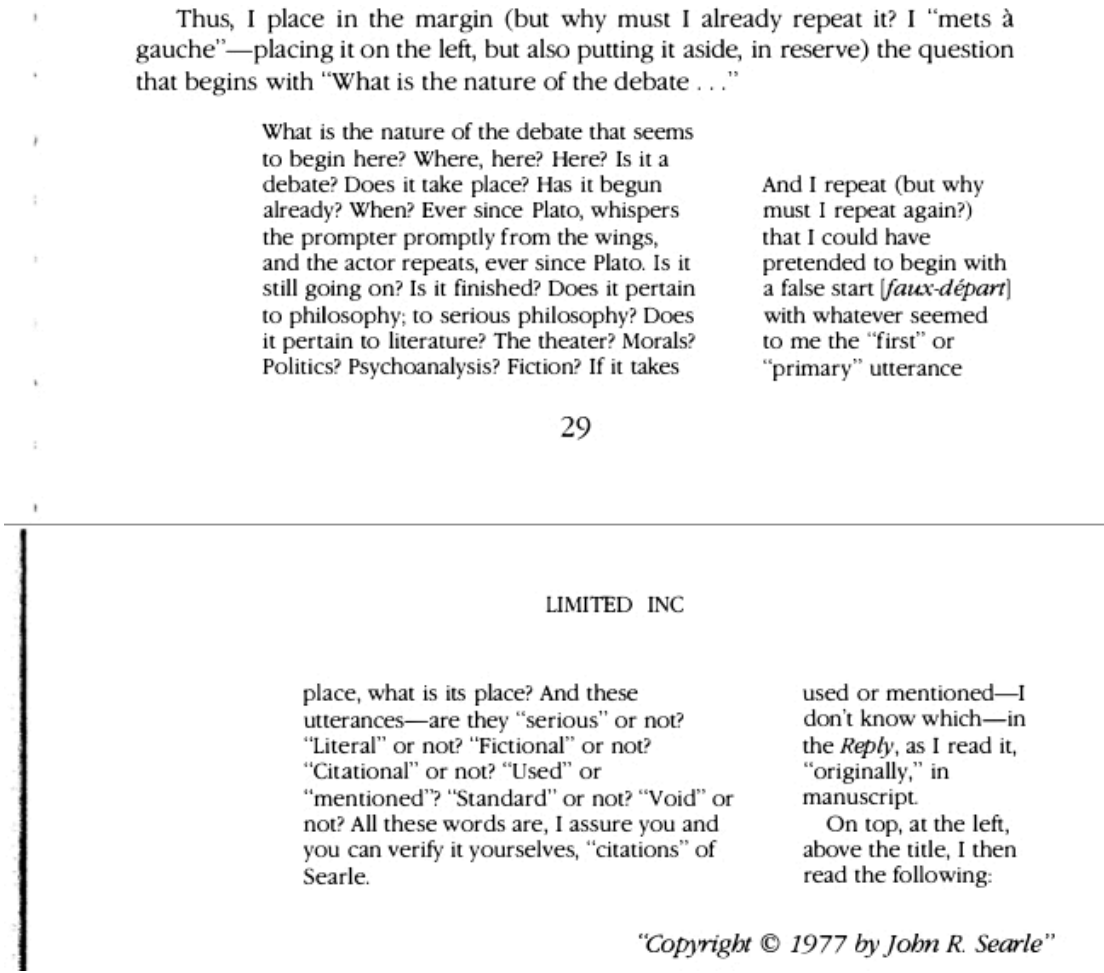 Thus, I place in the margin (but why must I already repeat it? I “mets à
gauche”—placing it on the left, but also putting it aside, in reserve) the question
that begins with “What is the nature of the debate . . .”
What is the nature of the debate that seems
to begin here? Where, here? Here? Is it a
debate? Does it take place? Has it begun
already? When? Ever since Plato, whispers
the prompter promptly from the wings,
and the actor repeats, ever since Plato. Is it
still going on? Is it finished? Does it pertain
to philosophy; to serious philosophy? Does
it pertain to literature? The theater? Morals?
Politics? Psychoanalysis? Fiction? If it takes
And I repeat (but why
must I repeat again?)
that I could have
pretended to begin with
a false start [faux-départ]
with whatever seemed
to me the “first” or
“primary” utterance
29
LIMITED INC
place, what is its place? And these
utterances—are they “serious” or not?
“Literal” or not? “Fictional” or not?
“Citational” or not? “Used” or
“mentioned”? “Standard” or not? “Void” or
not? All these words are, I assure you and
you can verify it yourselves, “citations” of
Searle.
used or mentioned—I
don’t know which—in
the Reply, as I read it,
“originally,” in
manuscript.
On top, at the left,
above the title, I then
read the following:
“Copyright © 1977 by John R. Searle”